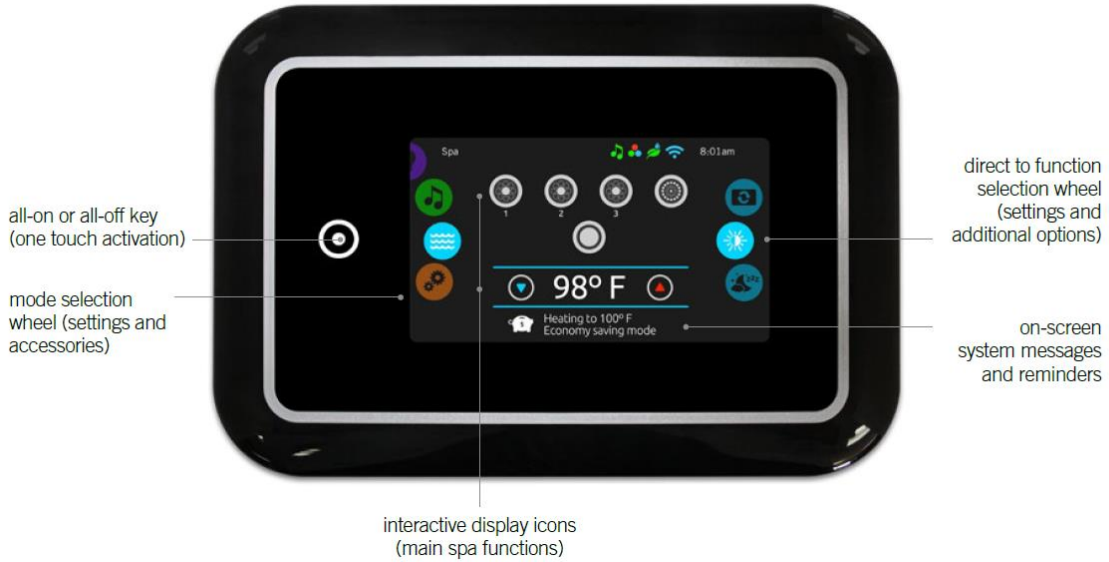 Spa
8:01am
1
2
3
98° F
Heating to 100° F
Economy saving mode
all-on or all-off key
(one touch activation)
mode selection
wheel (settings and
accessories)
direct to function
selection wheel
(settings and
additional options)
on-screen
system messages
and reminders
interactive display icons
(main spa functions)